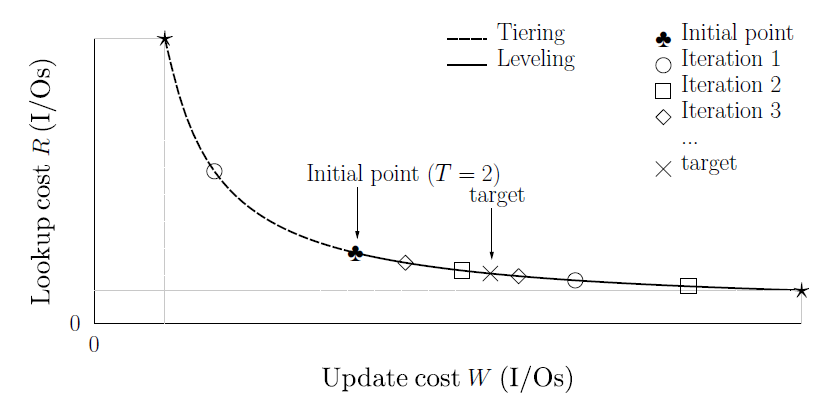 Tiering
Leveling
Initial point
Iteration 1
Iteration 2
Iteration 3
...
target
Initial point (T = 2)
target
Lookup cost R (I/Os)
0
0
Update cost W (I/Os)